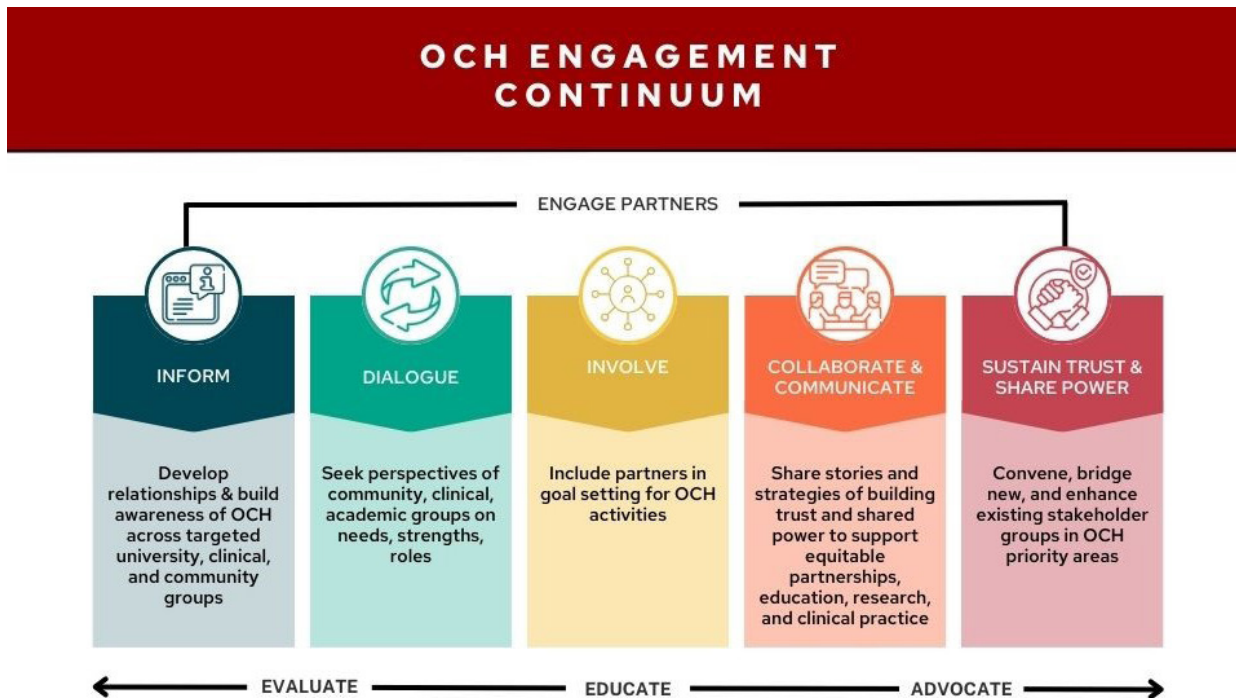 OCH ENGAGEMENT
CONTINUUM
ENGAGE PARTNERS
INFORM
Develop
relationships & build
awareness of OCH
across targeted
university, clinical,
and community
groups
DIALOGUE
Seek perspectives of
community, clinical,
academic groups on
needs, strengths,
roles
INVOLVE
Include partners in
goal setting for OCH
activities
COLLABORATE &
COMMUNICATE
Share stories and
strategies of building
trust and shared
power to support
equitable
partnerships,
education, research,
and clinical practice
SUSTAIN TRUST &
SHARE POWER
Convene, bridge
new, and enhance
existing stakeholder
groups in OCH
priority areas
EVALUATE
EDUCATE
ADVOCATE